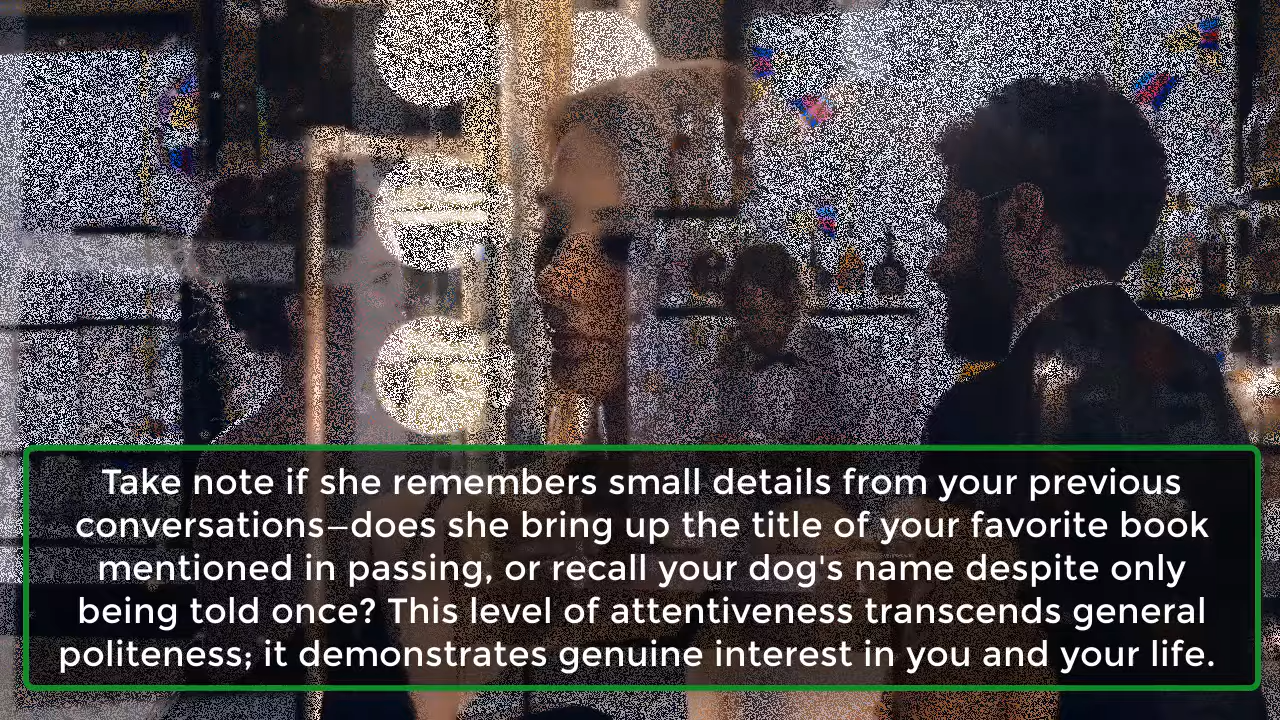 Take note if she remembers small details from your previous
conversations—does she bring up the title of your favorite book
mentioned in passing, or recall your dog's name despite only
being told once? This level of attentiveness transcends general
politeness; it demonstrates genuine interest in you and your life.